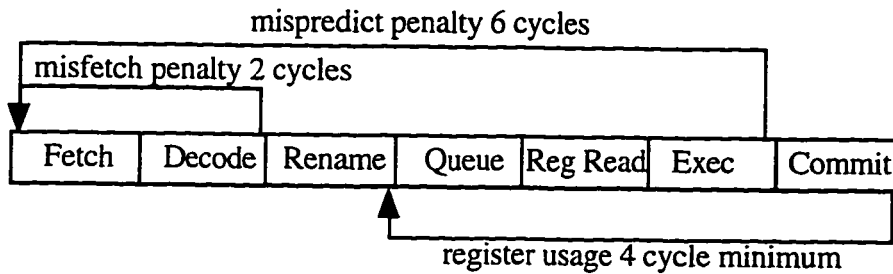 mispredict penalty 6 cycles
misfetch penalty 2 cycles
Fetch Decode Rename Queue Reg Read Exec Commit
register usage 4 cycle minimum